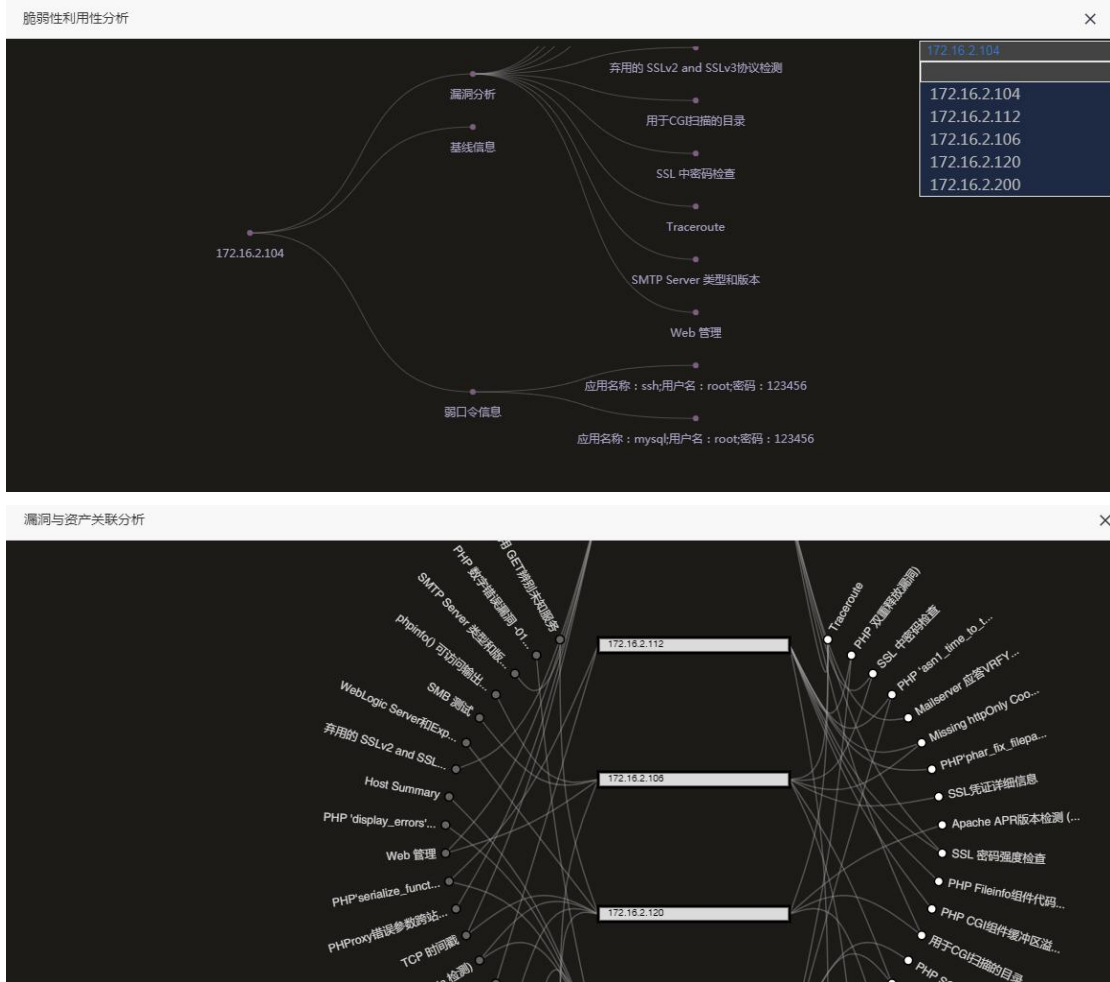 脆弱性利用性分析
弃用的 SSLv2 and SSLv3协议检测
漏洞分析
用于CGI扫描的目录
基线信息
SSL 中密码检查
Traceroute
172.16.2.104
SMTP Server 类型和版本
Web 管理
应用名称：ssh;用户名：root;密码：123456
弱口令信息
应用名称：mysql;用户名：root;密码：123456
172.16.2.104
172.16.2.104
172.16.2.112
172.16.2.106
172.16.2.120
172.16.2.200
漏洞与资产关联分析
用 GET辨别未知服务
PHP 数字错误漏洞 -01...
SMTP Server 类型和版...
phpinfo() 可访问输出...
SMB 测试
WebLogic Server和Exp...
弃用的 SSLv2 and SSL...
Host Summary
PHP 'display_errors'...
Web 管理
PHP'serialize_funct...
PHProxy错误参数跨站...
TCP 时间戳
检测)
172.16.2.112
172.16.2.106
172.16.2.120
Traceroute
PHP 双重释放漏洞)
SSL 中密码检查
PHP 'asn1_time_to_t...
Mailserver 应答VRFY...
Missing httpOnly Coo...
PHP'phar_fix_filepa...
SSL凭证详细信息
Apache APR版本检测 (...
SSL 密码强度检查
PHP Fileinfo组件代码...
PHP CGI组件缓冲区溢...
用于CGI扫描的目录